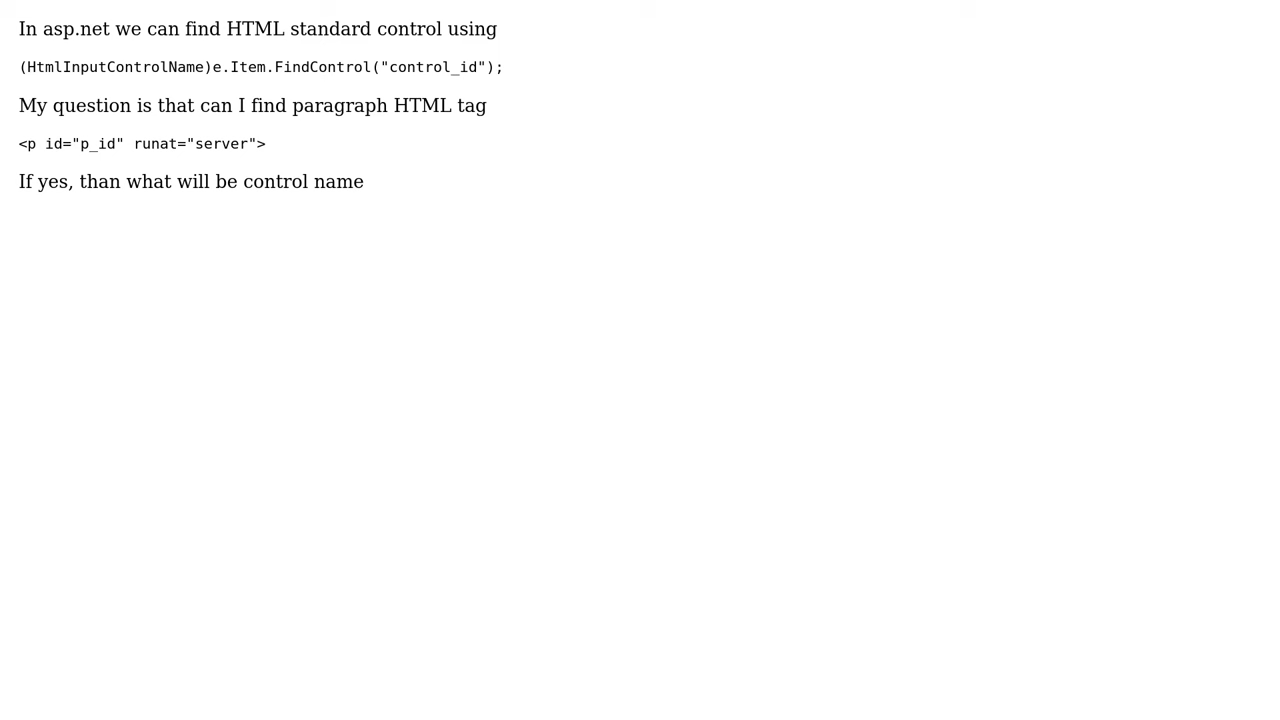 In asp.net we can find HTML standard control using
(HtmlInputControlName)e.Item.FindControl("control_id");
My question is that can I find paragraph HTML tag
<p id="p_id" runat="server">
If yes, than what will be control name